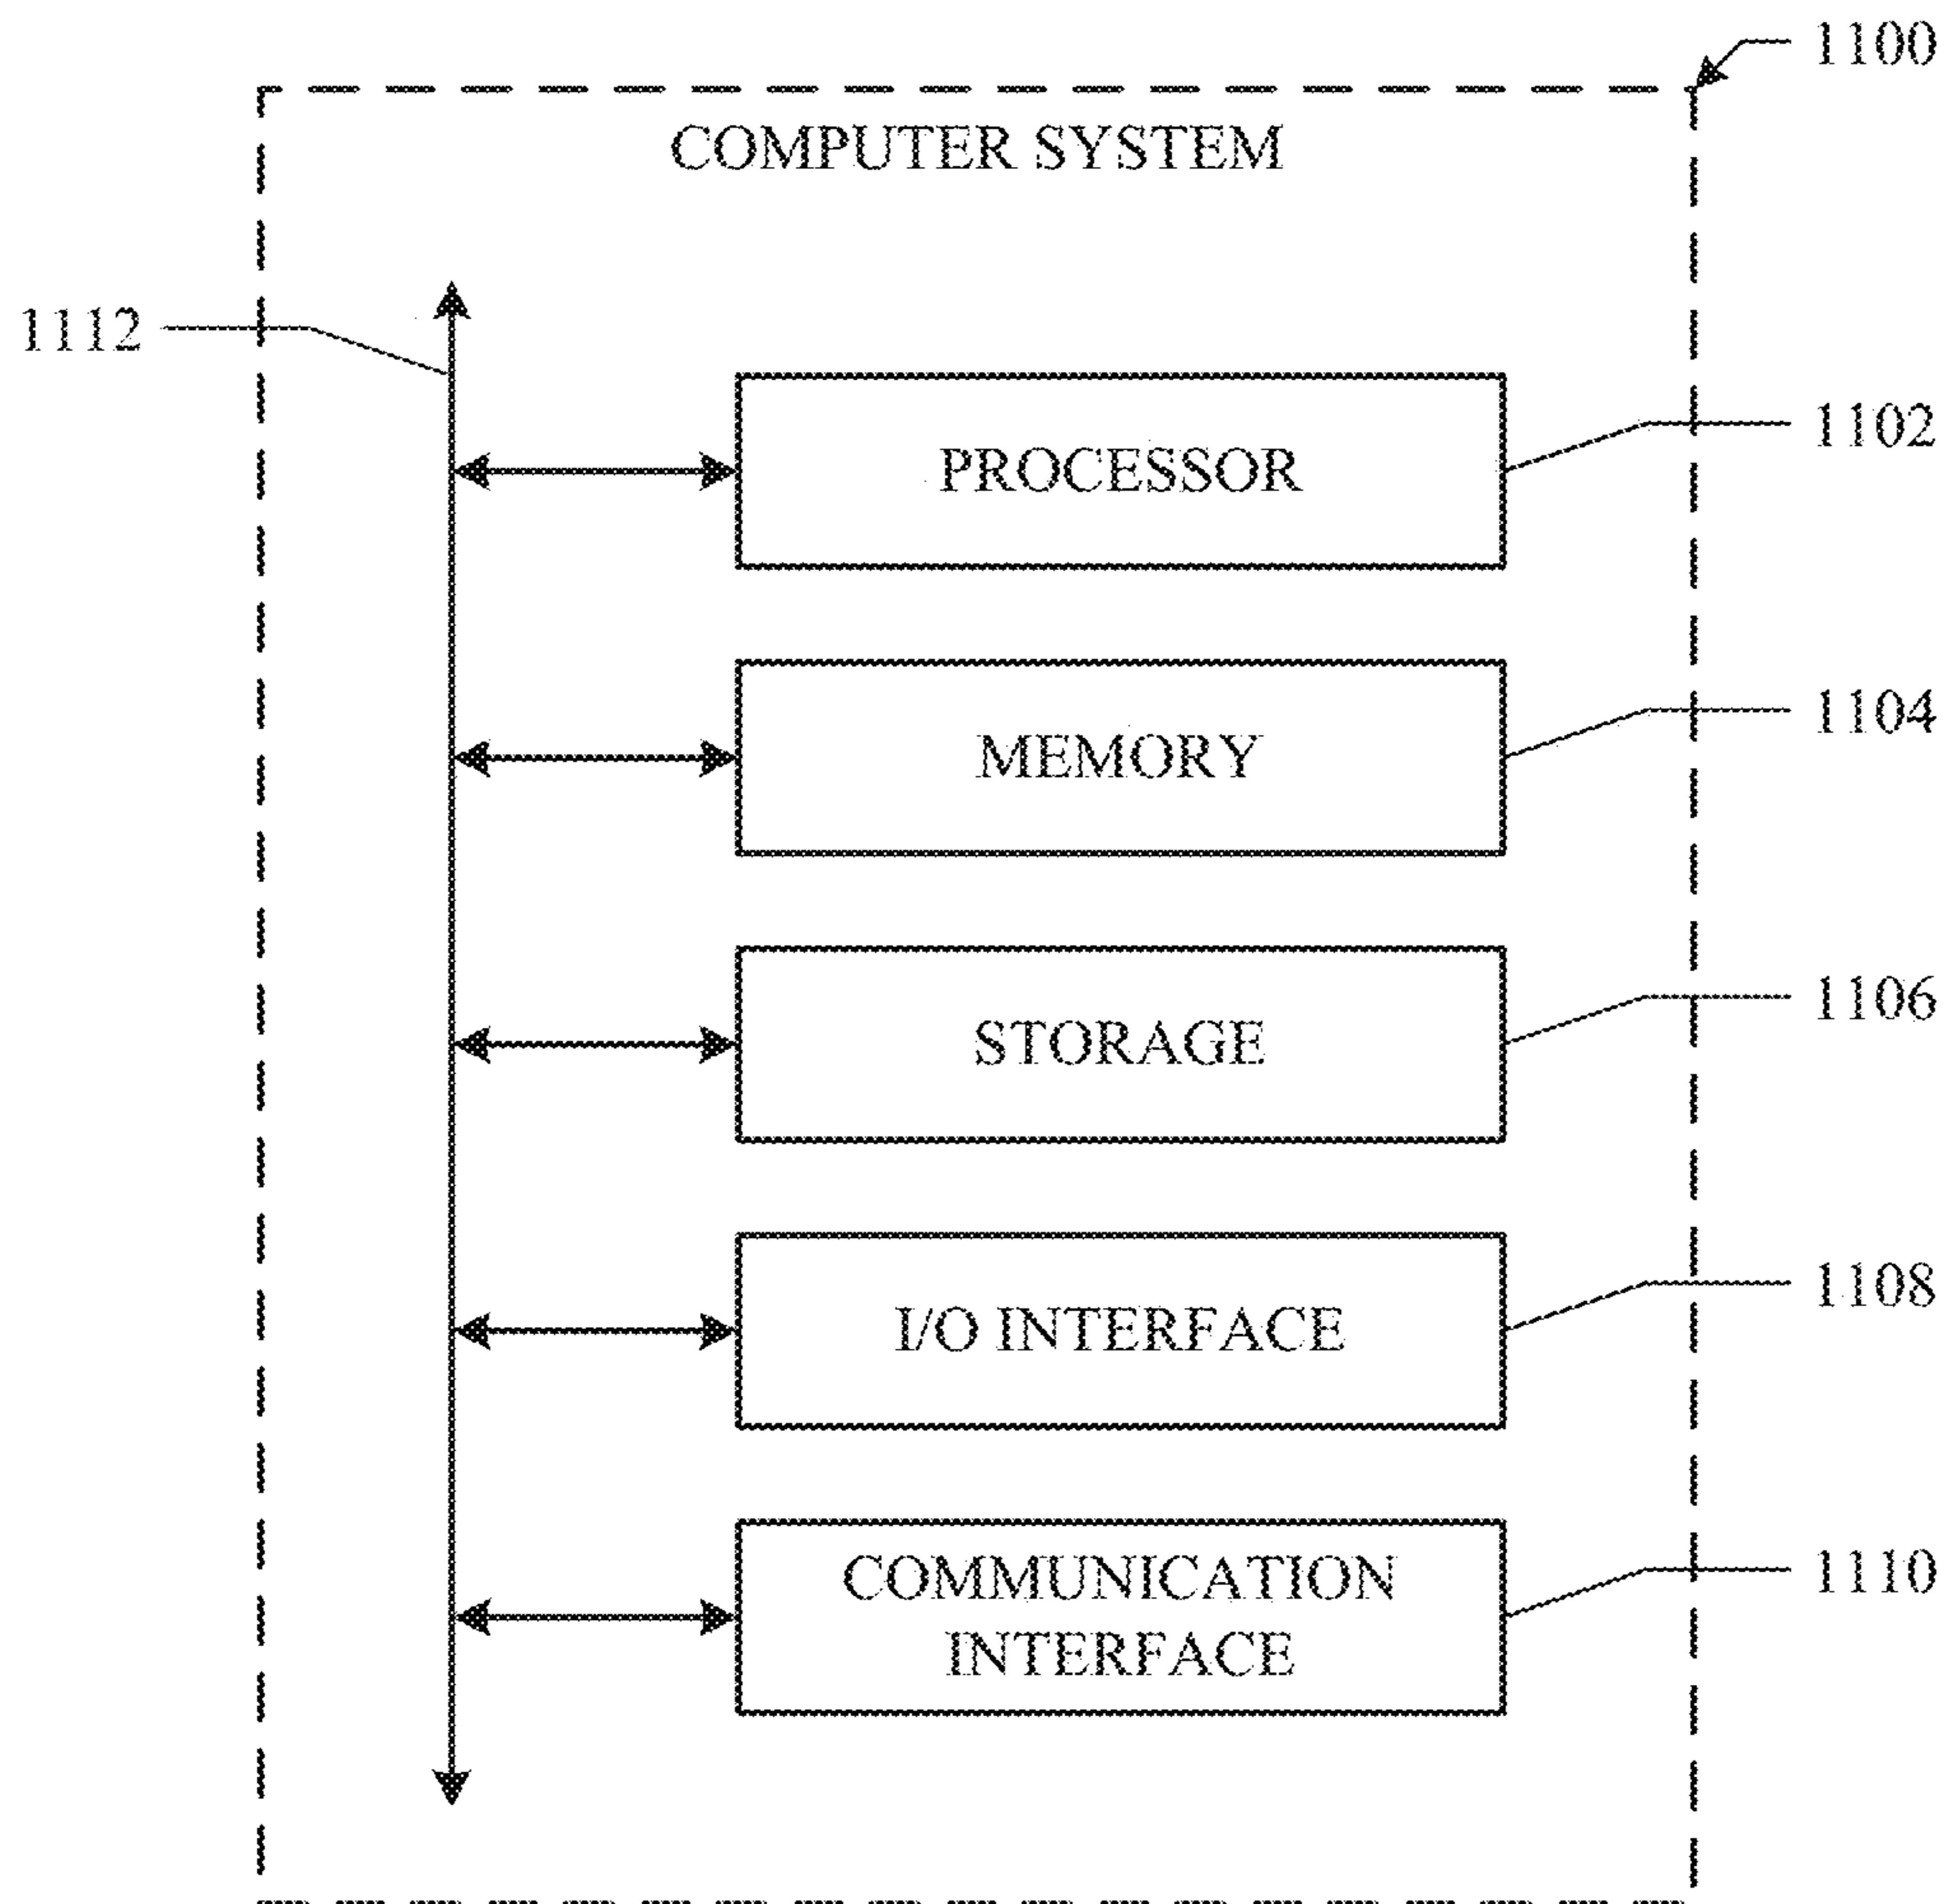 1100
COMPUTER SYSTEM
1112
1102
PROCESSOR
1104
MEMORY
1106
STORAGE
1108
I/O INTERFACE
1110
COMMUNICATION
INTERFACE